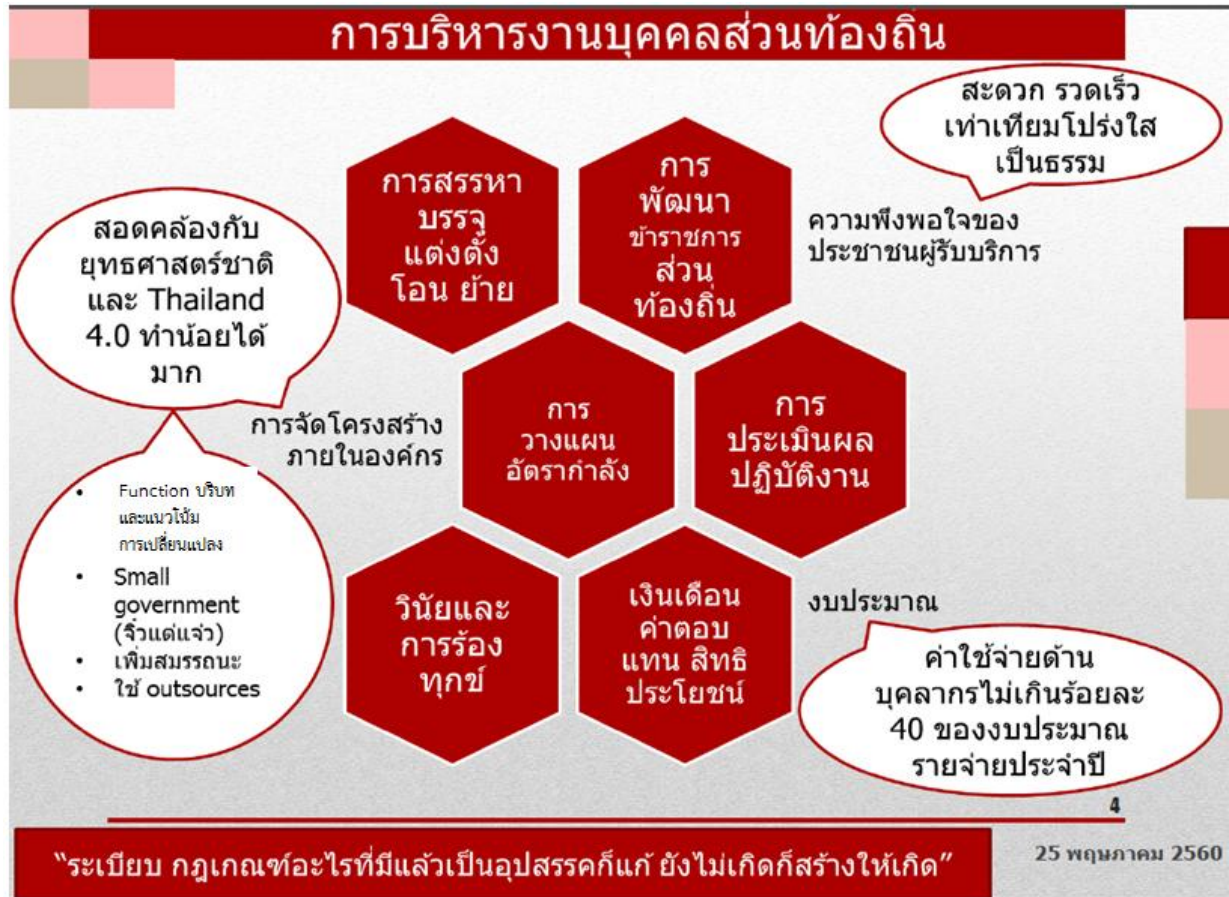 การบริหารงานบุคคลส่วนท้องถิ่น
สะดวก รวดเร็ว
เท่าเทียมโปร่งใส
เป็นธรรม
ความพึงพอใจของ
ประชาชนผู้รับบริการ
การสรรหา
บรรจุ
แต่งตั้ง
โอน ย้าย
การ
พัฒนา
ข้าราชการ
ส่วน
ท้องถิ่น
สอดคล้องกับ
ยุทธศาสตร์ชาติ
และ Thailand
4.0 ทำน้อยได้
มาก
การจัดโครงสร้าง
ภายในองค์กร
การ
วางแผน
อัตรากำลัง
การ
ประเมินผล
ปฏิบัติงาน
• Function บริบท
และแนวโน้ม
การเปลี่ยนแปลง
• Small
government
(จิ๋วแต่แจ๋ว)
• เพิ่มสมรรถนะ
• ใช้ outsources
วินัยและ
การร้อง
ทุกข์
เงินเดือน
ค่าตอบ
แทน สิทธิ
ประโยชน์
งบประมาณ
ค่าใช้จ่ายด้าน
บุคลากรไม่เกินร้อยละ
40 ของงบประมาณ
รายจ่ายประจำปี
4
"ระเบียบ กฎเกณฑ์อะไรที่มีแล้วเป็นอุปสรรคก็แก้ ยังไม่เกิดก็สร้างให้เกิด"
25 พฤษภาคม 2560